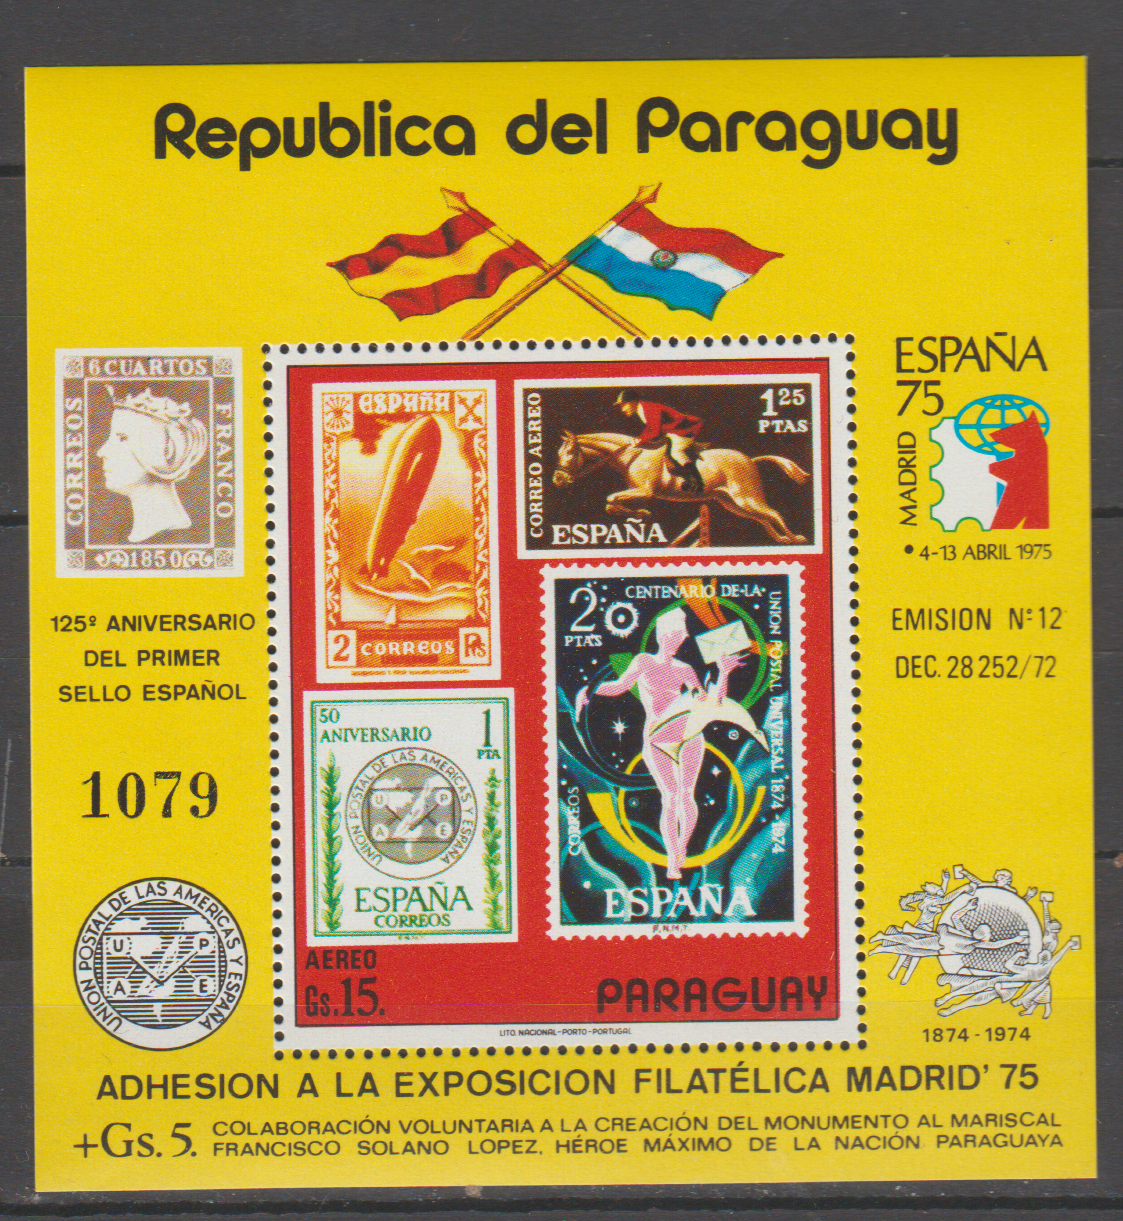 Republica del Paraguay
6 CUARTOS
CORREOS
FRANCO
1850
125º ANIVERSARIO
DEL PRIMER
SELLO ESPAÑOL
1079
UNION POSTAL DE LAS AMERICAS Y ESPAÑA
U P
A E
ESPAÑA
2 CORREOS Pts
CORREO AEREO
1 25
PTAS
ESPAÑA
50
ANIVERSARIO
1
PTA
UNION POSTAL DE LAS AMERICAS Y ESPAÑA
U P
A E
ESPAÑA
CORREOS
F.N.M.T.
2
PTAS
CENTENARIO DE-LA-
UNION POSTAL UNIVERSAL 1874-1974
CORREOS
ESPAÑA
F.N.M.T.
AEREO
Gs.15.
PARAGUAY
LITO. NACIONAL-PORTO-PORTUGAL
ESPAÑA
75
MADRID
• 4-13 ABRIL 1975
EMISION Nº 12
DEC. 28 252/72
1874-1974
ADHESION A LA EXPOSICION FILATÉLICA MADRID' 75
+Gs.5.
COLABORACIÓN VOLUNTARIA A LA CREACIÓN DEL MONUMENTO AL MARISCAL
FRANCISCO SOLANO LOPEZ, HÉROE MÁXIMO DE LA NACIÓN PARAGUAYA